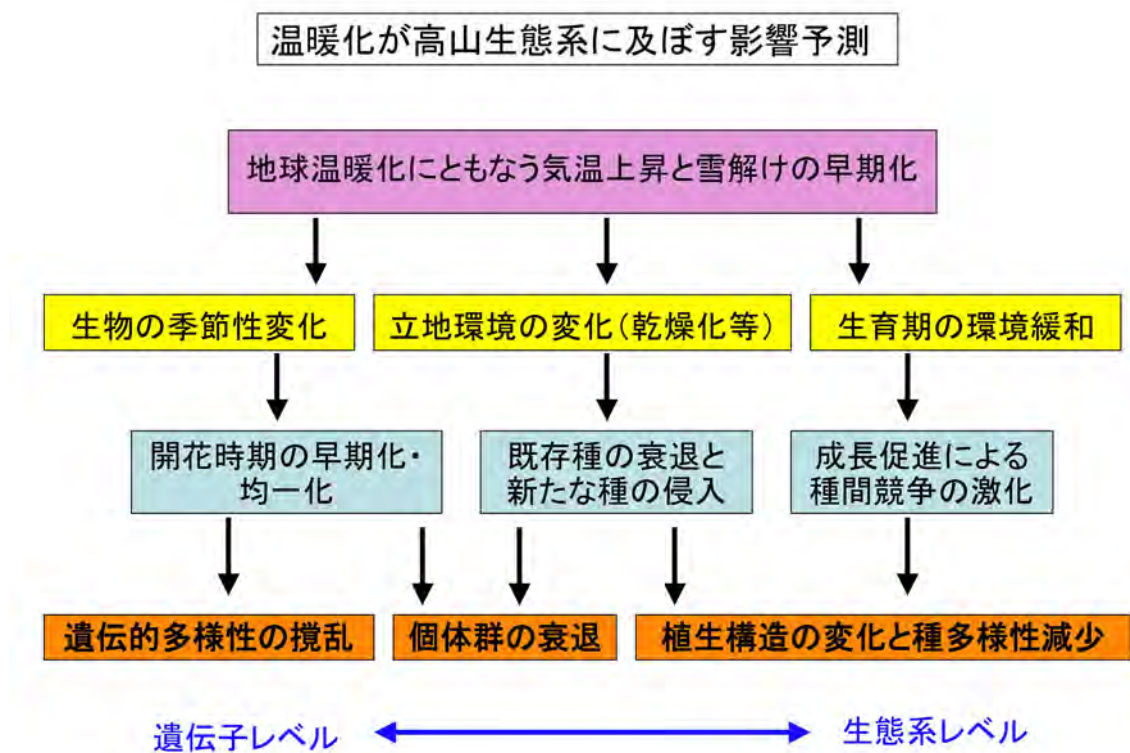 温暖化が高山生態系に及ぼす影響予測
地球温暖化にともなう気温上昇と雪解けの早期化
生物の季節性変化
立地環境の変化(乾燥化等)
生育期の環境緩和
開花時期の早期化・
均一化
既存種の衰退と
新たな種の侵入
成長促進による
種間競争の激化
遺伝的多様性の撹乱
個体群の衰退
植生構造の変化と種多様性減少
遺伝子レベル
生態系レベル